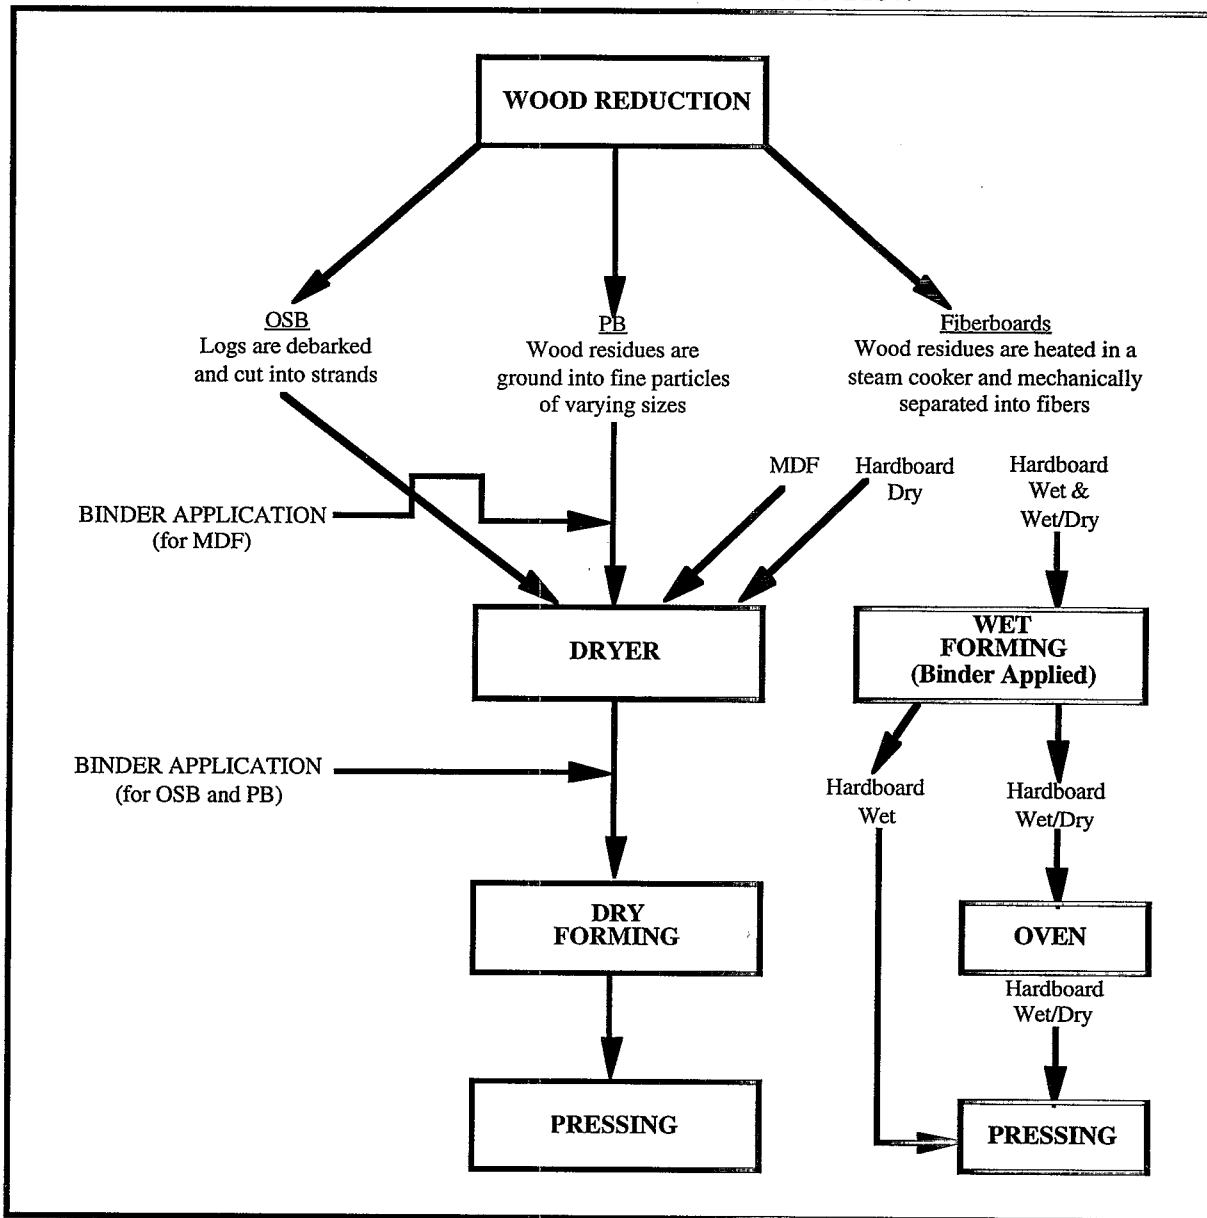 WOOD REDUCTION
OSB
Logs are debarked
and cut into strands
PB
Wood residues are
ground into fine particles
of varying sizes
Fiberboards
Wood residues are heated in a
steam cooker and mechanically
separated into fibers
MDF
Hardboard
Dry
Hardboard
Wet &
Wet/Dry
BINDER APPLICATION
(for MDF)
DRYER
WET
FORMING
(Binder Applied)
BINDER APPLICATION
(for OSB and PB)
Hardboard
Wet
Hardboard
Wet/Dry
DRY
FORMING
OVEN
Hardboard
Wet/Dry
PRESSING
PRESSING